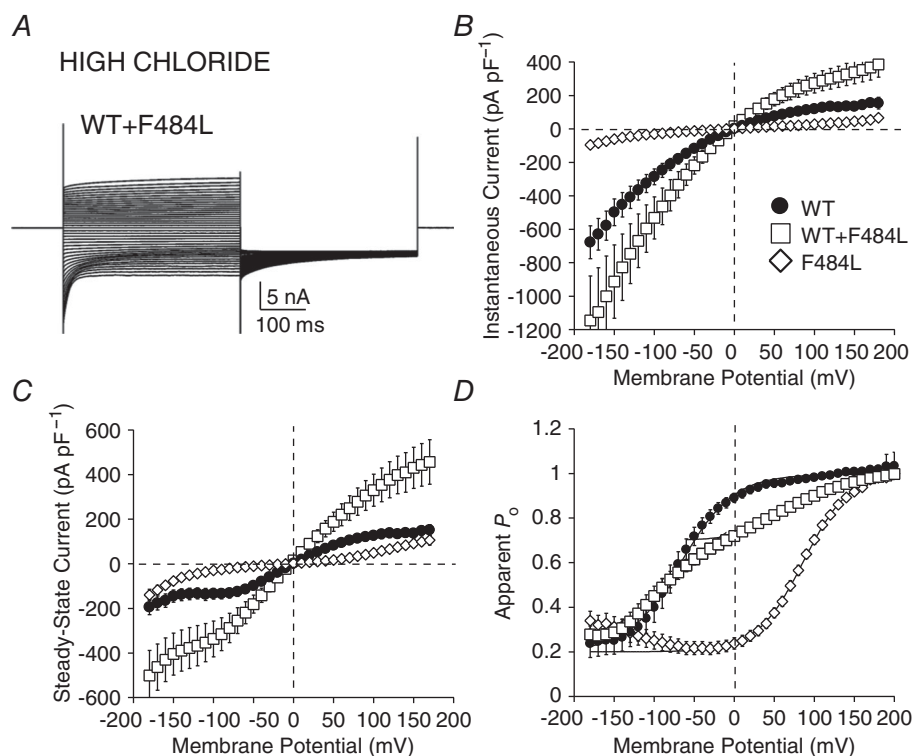 A
HIGH CHLORIDE
WT+F484L
5 nA
100 ms
B
Instantaneous Current (pA pF⁻¹)
400
200
0
-200
-400
-600
-800
-1000
-1200
WT
WT+F484L
F484L
-200 -150 -100 -50 0 50 100 150 200
Membrane Potential (mV)
C
Steady-State Current (pA pF⁻¹)
600
400
200
0
-200
-400
-600
-200 -150 -100 -50 0 50 100 150 200
Membrane Potential (mV)
D
Apparent Pₒ
1.2
1
0.8
0.6
0.4
0.2
0
-200 -150 -100 -50 0 50 100 150 200
Membrane Potential (mV)